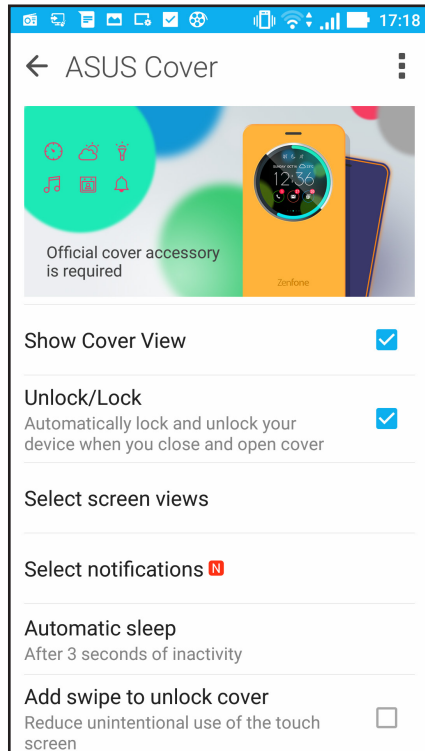 17:18
ASUS Cover
Official cover accessory
is required
12:36
Zenfone
Show Cover View
Unlock/Lock
Automatically lock and unlock your
device when you close and open cover
Select screen views
Select notifications N
Automatic sleep
After 3 seconds of inactivity
Add swipe to unlock cover
Reduce unintentional use of the touch
screen